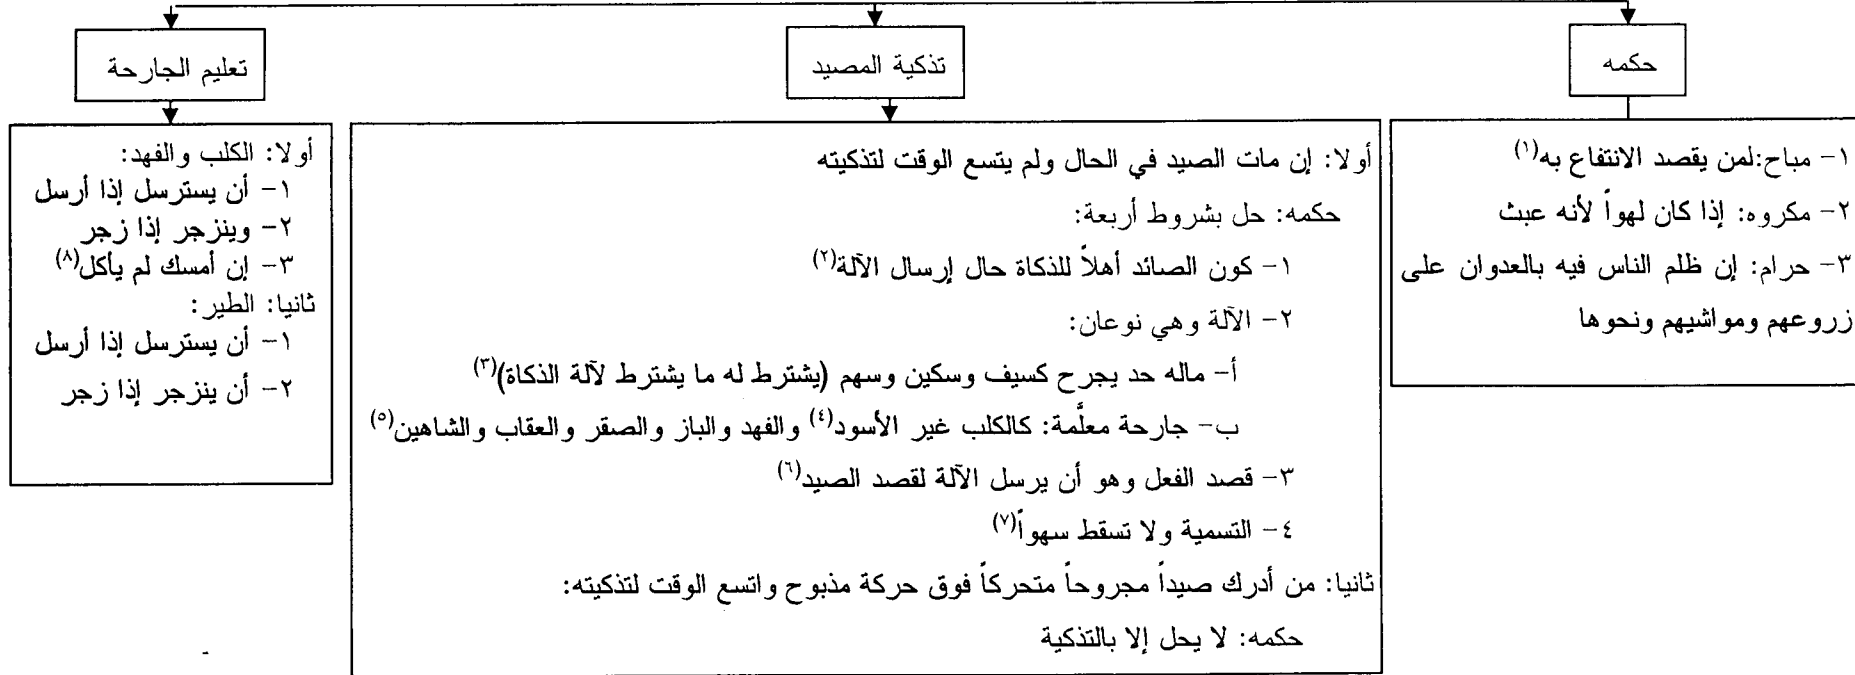 حكمه
١- مباح:لمن يقصد الانتفاع به(١)
٢- مكروه: إذا كان لهواً لأنه عبث
٣- حرام: إن ظلم الناس فيه بالعدوان على
زروعهم ومواشيهم ونحوها
تذكية المصيد
أولا: إن مات الصيد في الحال ولم يتسع الوقت لتذكيته
حكمه: حل بشروط أربعة:
١- كون الصائد أهلاً للذكاة حال إرسال الآلة(٢)
٢- الآلة وهي نوعان:
أ- ماله حد يجرح كسيف وسكين وسهم (يشترط له ما يشترط لآلة الذكاة)(٣)
ب- جارحة معلَّمة: كالكلب غير الأسود(٤) والفهد والباز والصقر والعقاب والشاهين(٥)
٣- قصد الفعل وهو أن يرسل الآلة لقصد الصيد(٦)
٤- التسمية ولا تسقط سهواً(٧)
ثانيا: من أدرك صيداً مجروحاً متحركاً فوق حركة مذبوح واتسع الوقت لتذكيته:
حكمه: لا يحل إلا بالتذكية
تعليم الجارحة
أولا: الكلب والفهد:
١- أن يسترسل إذا أرسل
٢- وينزجر إذا زجر
٣- إن أمسك لم يأكل(٨)
ثانيا: الطير:
١- أن يسترسل إذا أرسل
٢- أن ينزجر إذا زجر